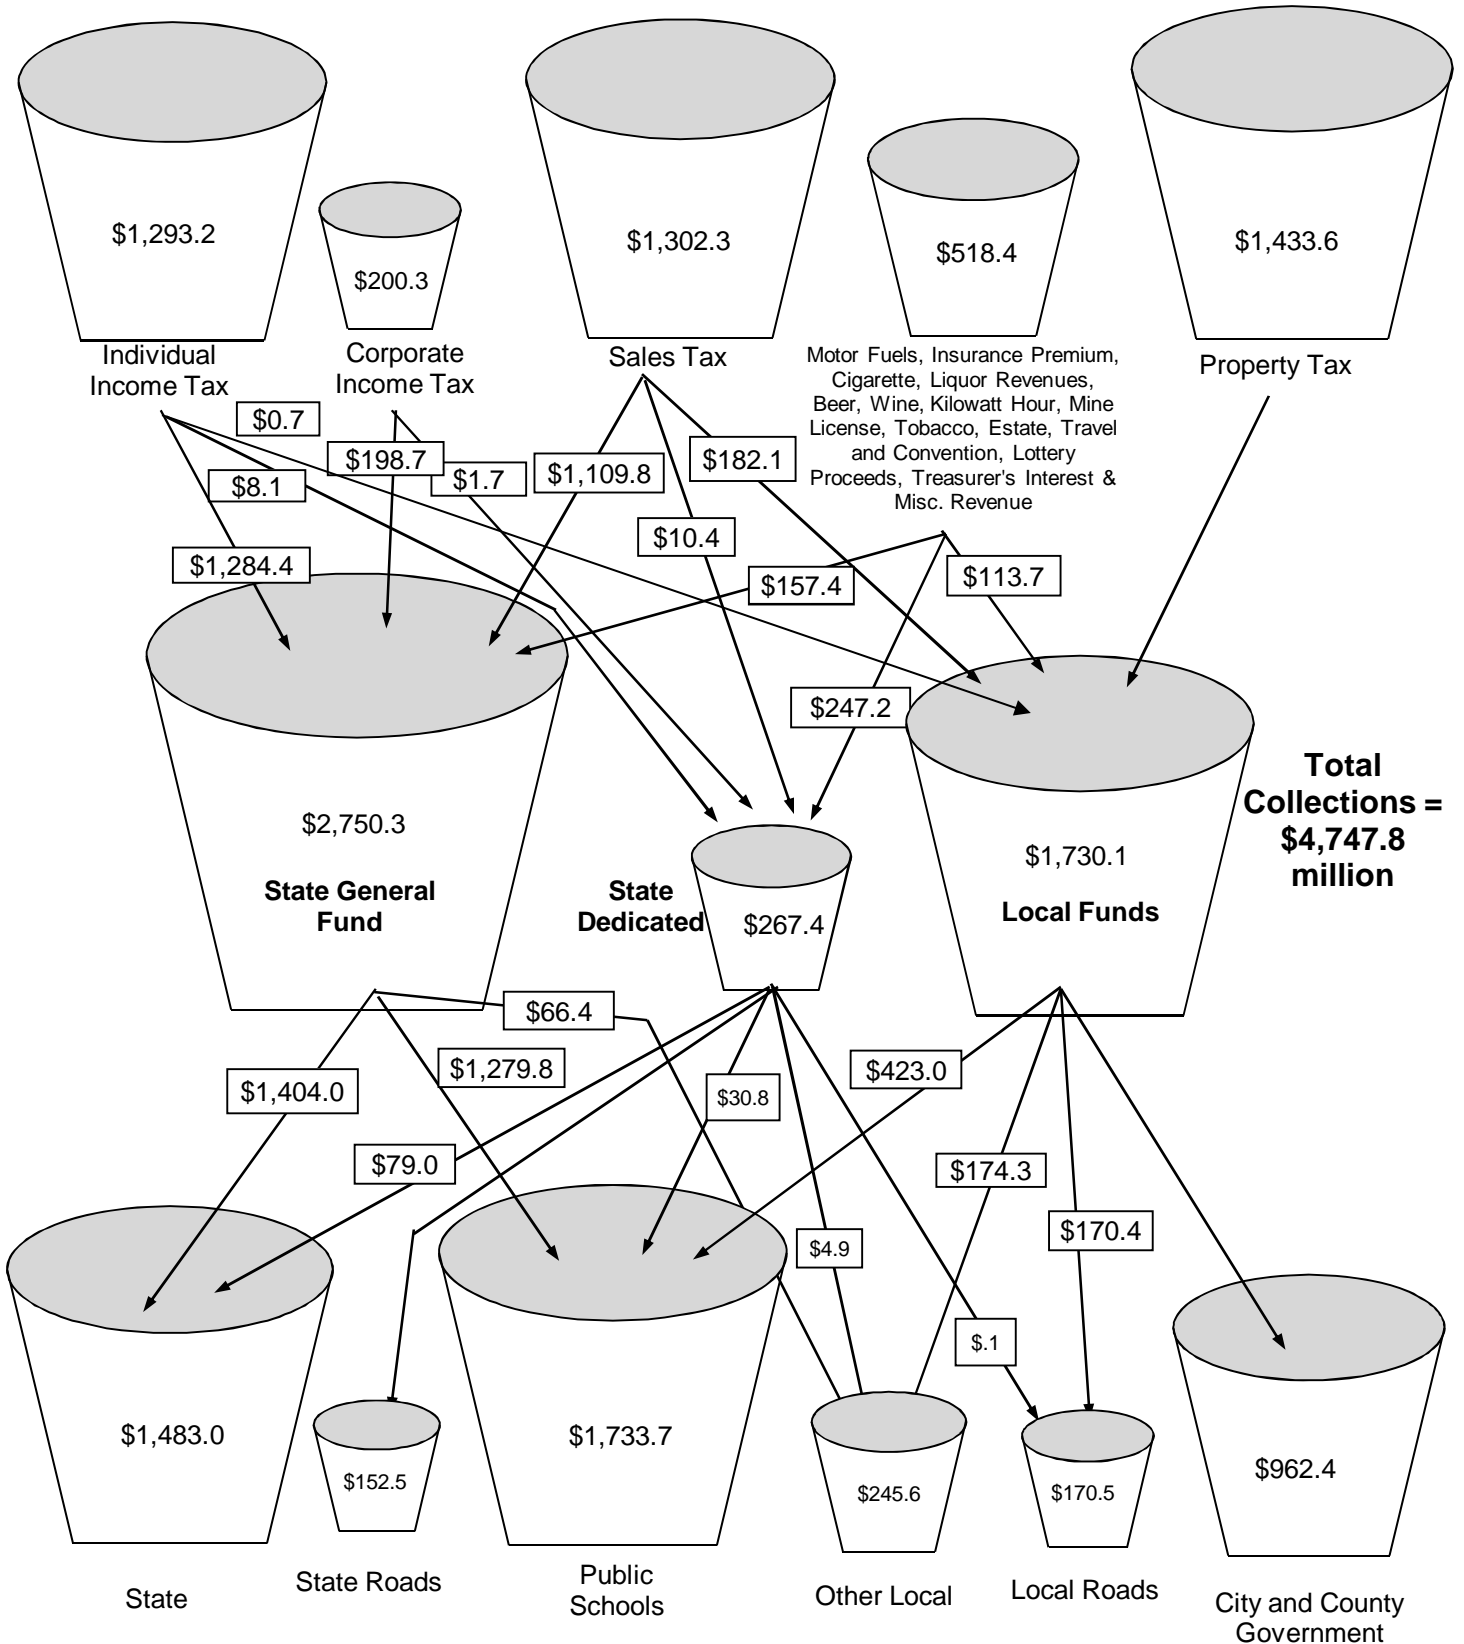 $1,293.2
$200.3
$1,302.3
$518.4
$1,433.6
Individual
Income Tax
Corporate
Income Tax
Sales Tax
Motor Fuels, Insurance Premium,
Cigarette, Liquor Revenues,
Beer, Wine, Kilowatt Hour, Mine
License, Tobacco, Estate, Travel
and Convention, Lottery
Proceeds, Treasurer's Interest &
Misc. Revenue
Property Tax
$0.7
$198.7
$8.1
$1.7
$1,109.8
$182.1
$10.4
$1,284.4
$157.4
$113.7
$247.2
$2,750.3
State General
Fund
State
Dedicated
$267.4
$1,730.1
Local Funds
Total
Collections =
$4,747.8
million
$66.4
$1,279.8
$1,404.0
$30.8
$423.0
$79.0
$174.3
$4.9
$170.4
$.1
$1,483.0
$152.5
$1,733.7
$245.6
$170.5
$962.4
State
State Roads
Public
Schools
Other Local
Local Roads
City and County
Government